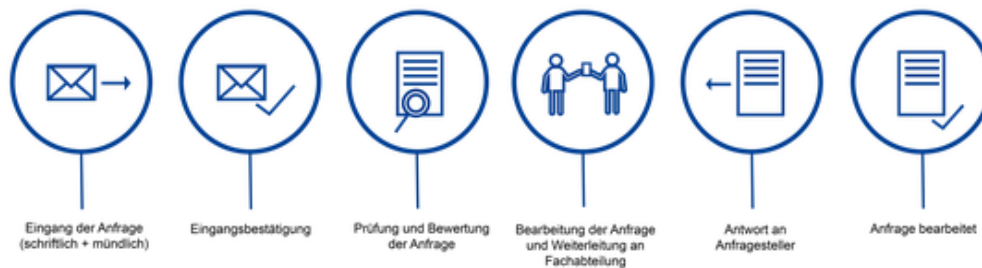 Eingang der Anfrage
(schriftlich + mündlich)
Eingangsbestätigung
Prüfung und Bewertung
der Anfrage
Bearbeitung der Anfrage
und Weiterleitung an
Fachabteilung
Antwort an
Anfragesteller
Anfrage bearbeitet